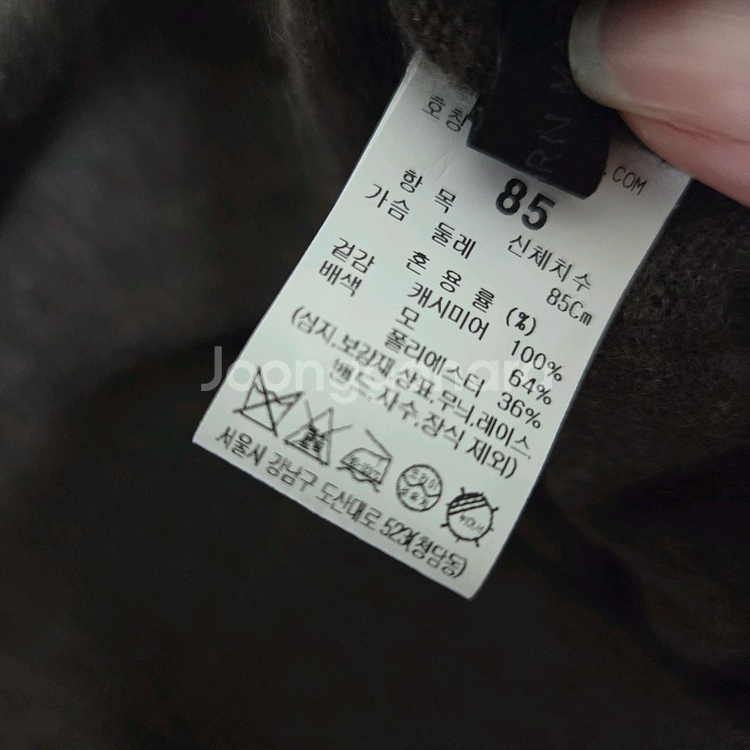 호칭
RN M
.COM
85
항 목 신체치수
가슴 둘레 85Cm
혼 용 률 (%)
겉감 캐시미어 100%
배색 모 64%
폴리에스터 36%
(심지,보강재,상표,무늬,레이스,
자수,장식 제외)
서울시 강남구 도산대로 523(청담동)
Joongonara